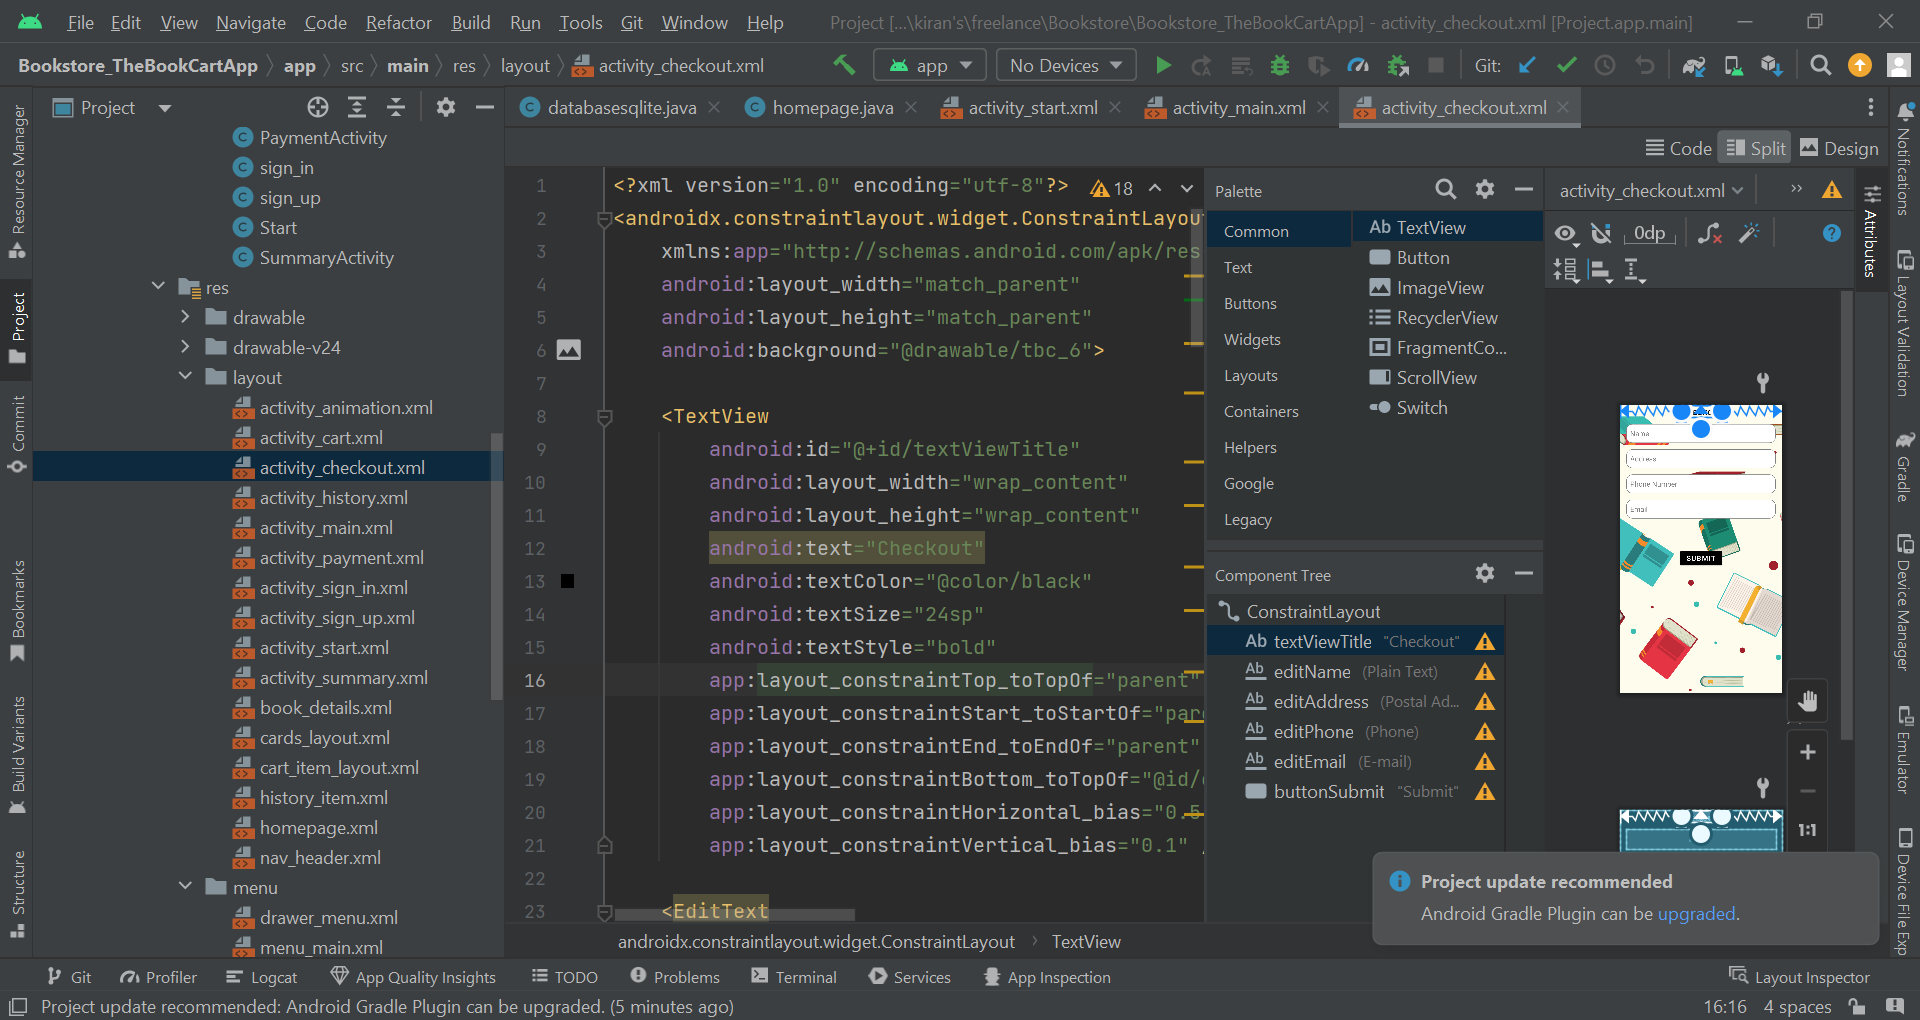 File Edit View Navigate Code Refactor Build Run Tools Git Window Help Project [...\kiran's\freelance\Bookstore\Bookstore_TheBookCartApp] - activity_checkout.xml [Project.app.main]
Bookstore_TheBookCartApp app src main res layout activity_checkout.xml app No Devices Git:
Project
databasesqlite.java homepage.java activity_start.xml activity_main.xml activity_checkout.xml
Code Split Design
PaymentActivity
sign_in
sign_up
Start
SummaryActivity
res
drawable
drawable-v24
layout
activity_animation.xml
activity_cart.xml
activity_checkout.xml
activity_history.xml
activity_main.xml
activity_payment.xml
activity_sign_in.xml
activity_sign_up.xml
activity_start.xml
activity_summary.xml
book_details.xml
cards_layout.xml
cart_item_layout.xml
history_item.xml
homepage.xml
nav_header.xml
menu
drawer_menu.xml
menu_main.xml
Resource Manager
Project
Commit
Bookmarks
Build Variants
Structure
18
1 <?xml version="1.0" encoding="utf-8"?>
2 <androidx.constraintlayout.widget.ConstraintLayou
3 xmlns:app="http://schemas.android.com/apk/res
4 android:layout_width="match_parent"
5 android:layout_height="match_parent"
6 android:background="@drawable/tbc_6">
7
8 <TextView
9 android:id="@+id/textViewTitle"
10 android:layout_width="wrap_content"
11 android:layout_height="wrap_content"
12 android:text="Checkout"
13 android:textColor="@color/black"
14 android:textSize="24sp"
15 android:textStyle="bold"
16 app:layout_constraintTop_toTopOf="parent"
17 app:layout_constraintStart_toStartOf="par
18 app:layout_constraintEnd_toEndOf="parent"
19 app:layout_constraintBottom_toTopOf="@id/
20 app:layout_constraintHorizontal_bias="0.5
21 app:layout_constraintVertical_bias="0.1"
22
23 <EditText
androidx.constraintlayout.widget.ConstraintLayout TextView
Palette
Common
Text
Buttons
Widgets
Layouts
Containers
Helpers
Google
Legacy
Ab TextView
Button
ImageView
RecyclerView
FragmentCo...
ScrollView
Switch
Component Tree
ConstraintLayout
Ab textViewTitle "Checkout"
Ab editName (Plain Text)
Ab editAddress (Postal Ad...
Ab editPhone (Phone)
Ab editEmail (E-mail)
buttonSubmit "Submit"
activity_checkout.xml »
0dp ?
Name
Address
Phone Number
Email
SUBMIT
1:1
Attributes
Notifications
Layout Validation
Gradle
Device Manager
Emulator
Device File Exp
Project update recommended
Android Gradle Plugin can be upgraded.
Git Profiler Logcat App Quality Insights TODO Problems Terminal Services App Inspection Layout Inspector
Project update recommended: Android Gradle Plugin can be upgraded. (5 minutes ago) 16:16 4 spaces